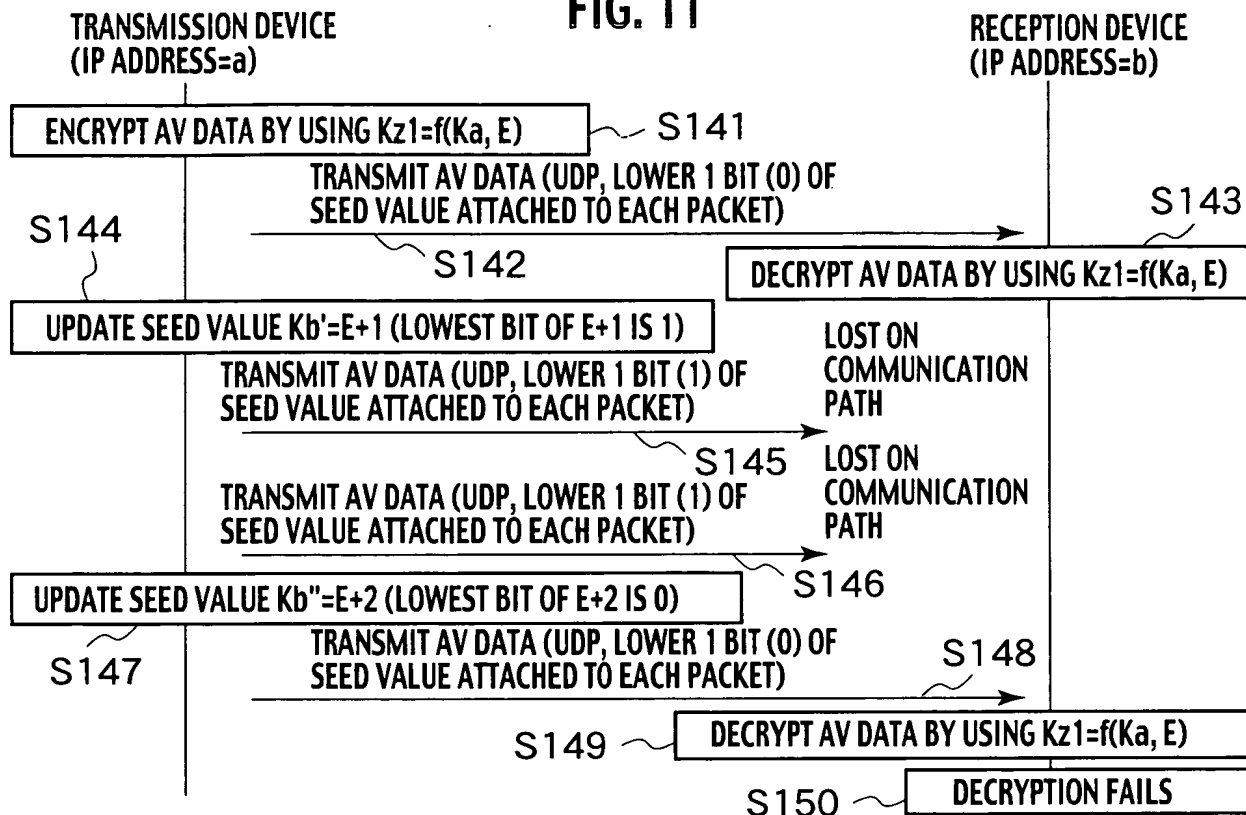 FIG. 11
TRANSMISSION DEVICE
(IP ADDRESS=a)
RECEPTION DEVICE
(IP ADDRESS=b)
ENCRYPT AV DATA BY USING Kz1=f(Ka, E)
S141
TRANSMIT AV DATA (UDP, LOWER 1 BIT (0) OF
SEED VALUE ATTACHED TO EACH PACKET)
S142
S143
DECRYPT AV DATA BY USING Kz1=f(Ka, E)
S144
UPDATE SEED VALUE Kb'=E+1 (LOWEST BIT OF E+1 IS 1)
TRANSMIT AV DATA (UDP, LOWER 1 BIT (1) OF
SEED VALUE ATTACHED TO EACH PACKET)
LOST ON
COMMUNICATION
PATH
S145
TRANSMIT AV DATA (UDP, LOWER 1 BIT (1) OF
SEED VALUE ATTACHED TO EACH PACKET)
LOST ON
COMMUNICATION
PATH
S146
UPDATE SEED VALUE Kb"=E+2 (LOWEST BIT OF E+2 IS 0)
S147
TRANSMIT AV DATA (UDP, LOWER 1 BIT (0) OF
SEED VALUE ATTACHED TO EACH PACKET)
S148
S149
DECRYPT AV DATA BY USING Kz1=f(Ka, E)
S150
DECRYPTION FAILS